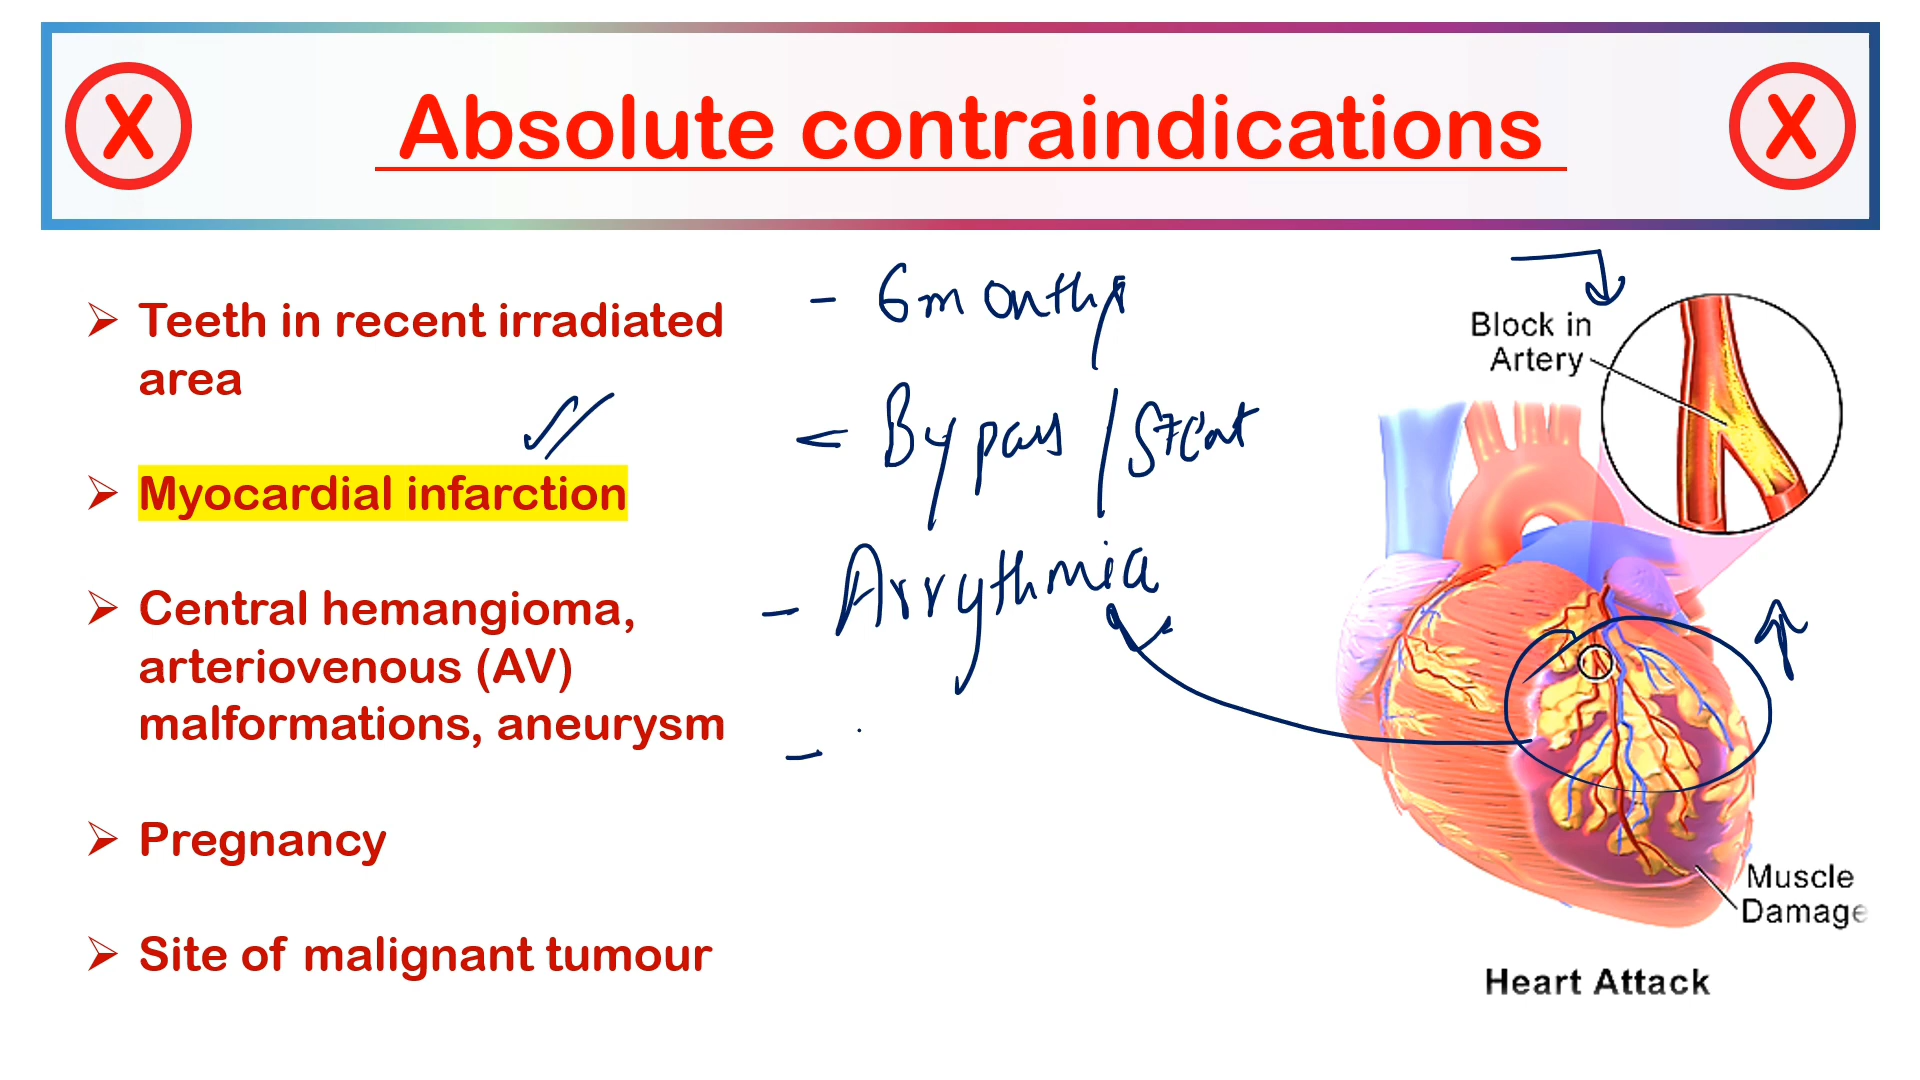 X Absolute contraindications X
➢ Teeth in recent irradiated
area
➢ Myocardial infarction
➢ Central hemangioma,
arteriovenous (AV)
malformations, aneurysm
➢ Pregnancy
➢ Site of malignant tumour
- 6 months
- Bypass /
- Arrythmia
-
Block in
Artery
Muscle
Damage
Heart Attack